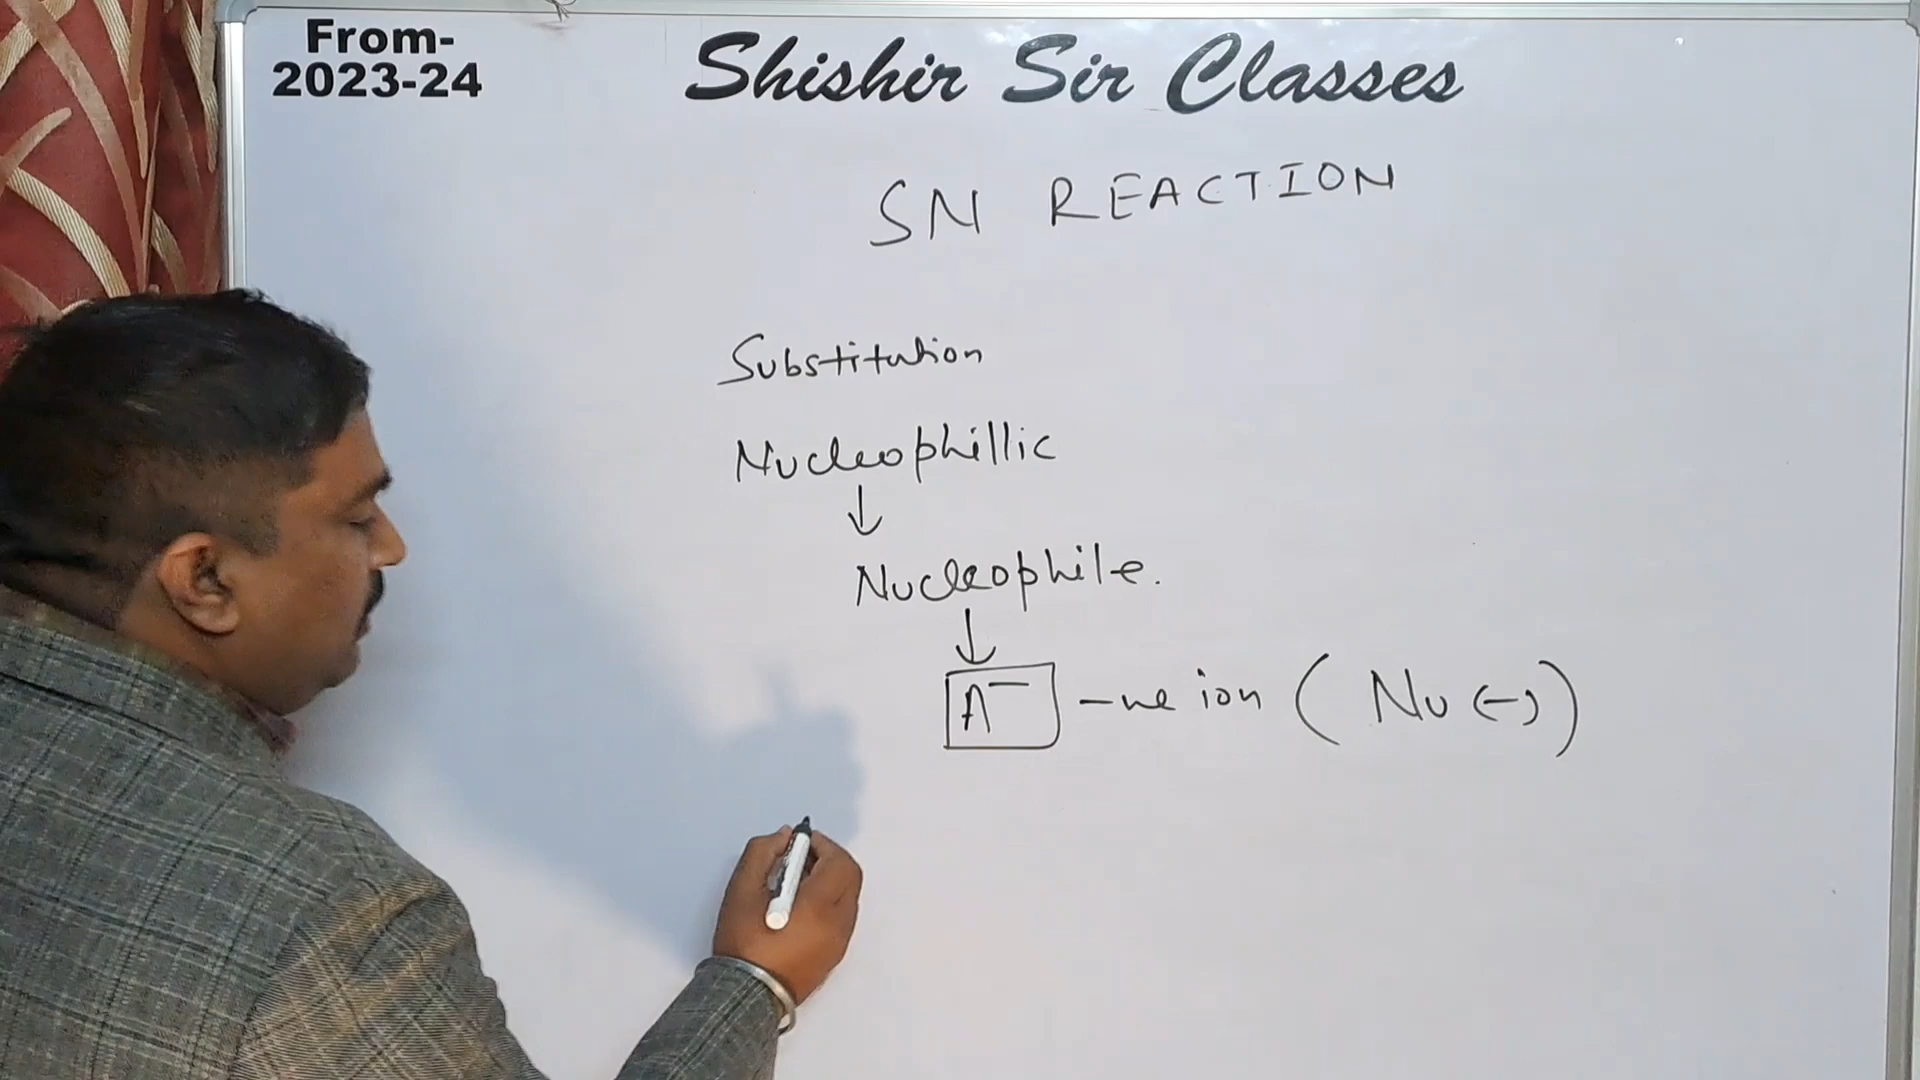 From-
2023-24
Shishir Sir Classes
SN REACTION
Substitution
Nucleophillic
↓
Nucleophile.
↓
A⁻ -ve ion (Nu (-))